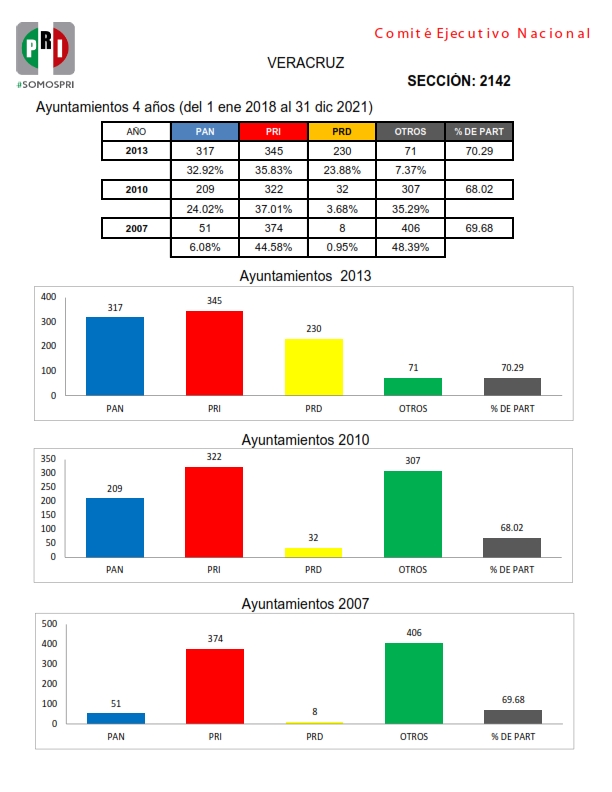 Comité Ejecutivo Nacional
PRI
#SOMOSPRI
VERACRUZ
SECCIÓN: 2142
Ayuntamientos 4 años (del 1 ene 2018 al 31 dic 2021)
AÑO PAN PRI PRD OTROS % DE PART
2013 317 345 230 71 70.29
32.92% 35.83% 23.88% 7.37%
2010 209 322 32 307 68.02
24.02% 37.01% 3.68% 35.29%
2007 51 374 8 406 69.68
6.08% 44.58% 0.95% 48.39%
Ayuntamientos 2013
400
300
200
100
0
317 345 230 71 70.29
PAN PRI PRD OTROS % DE PART
Ayuntamientos 2010
350
300
250
200
150
100
50
0
209 322 32 307 68.02
PAN PRI PRD OTROS % DE PART
Ayuntamientos 2007
500
400
300
200
100
0
51 374 8 406 69.68
PAN PRI PRD OTROS % DE PART